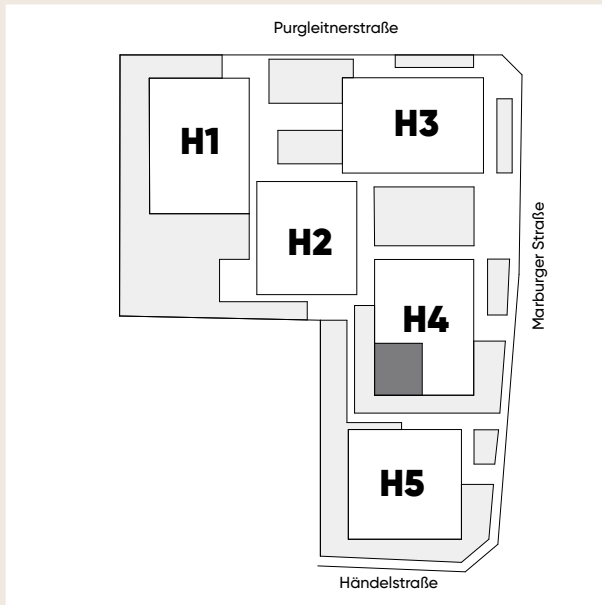 Purgleitnerstraße
H1
H3
H2
Marburger Straße
H4
H5
Händelstraße